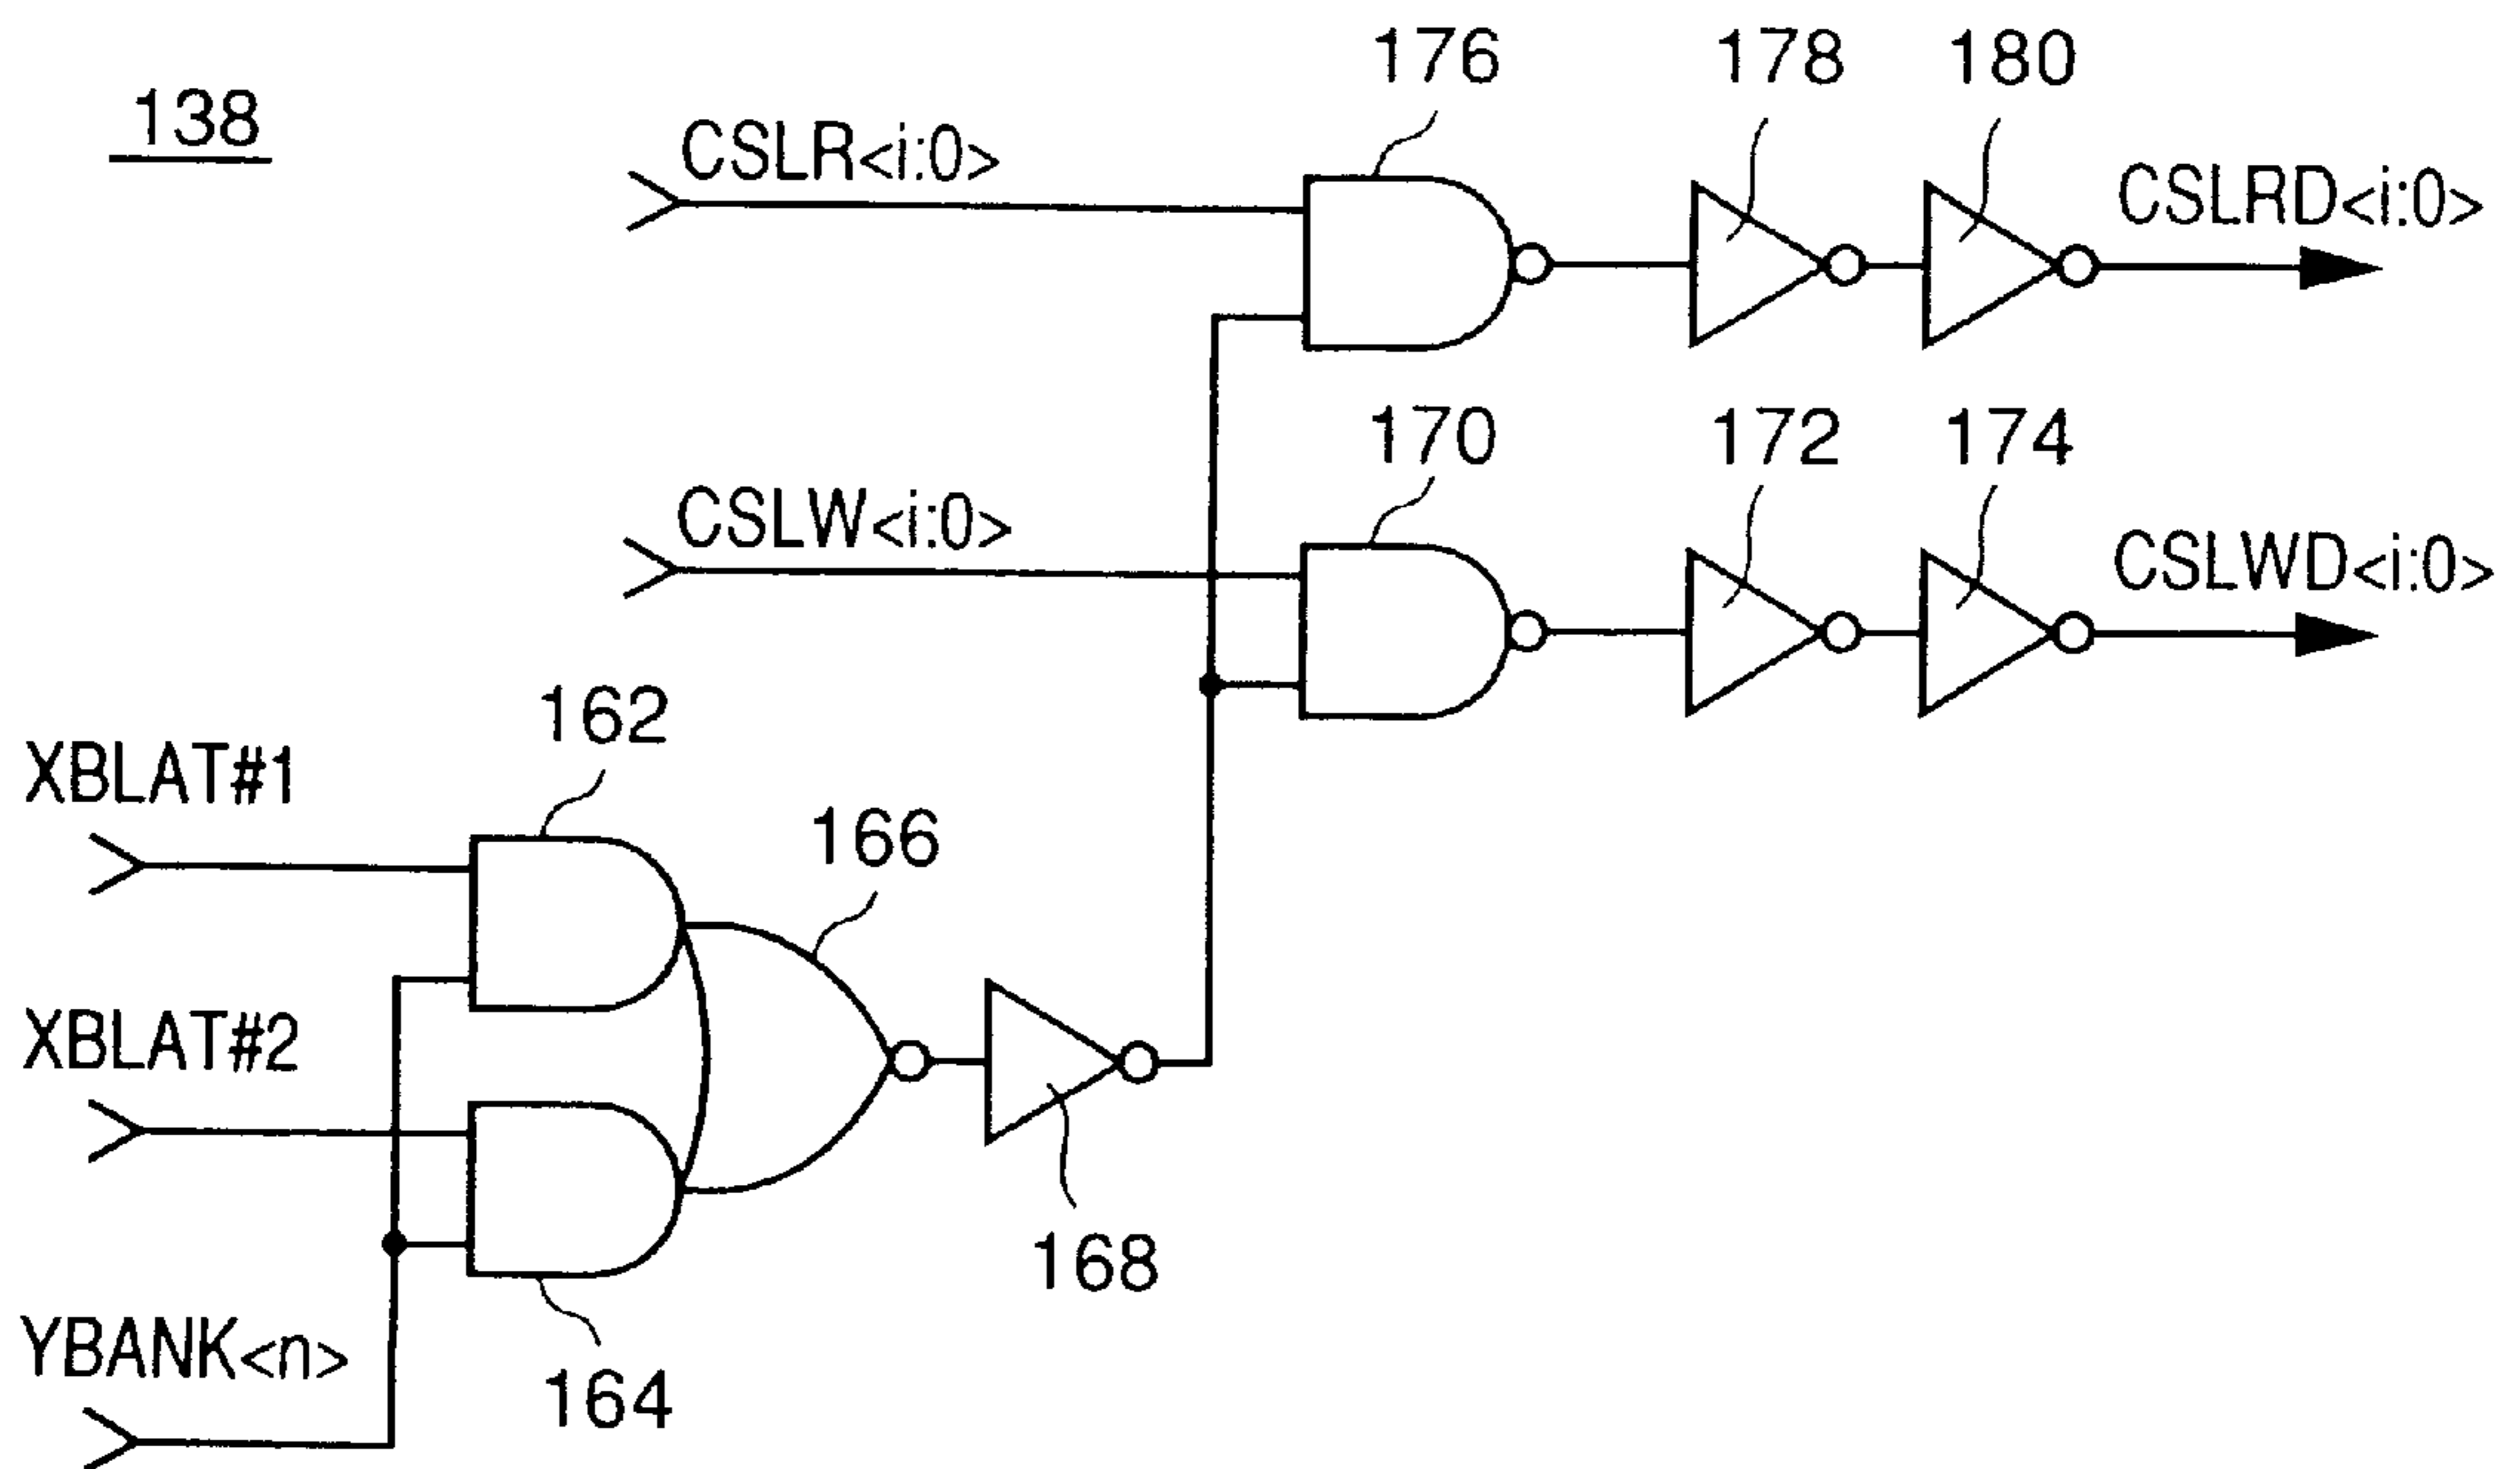 138
176
178
180
CSLR<i:0>
CSLRD<i:0>
170
172
174
CSLW<i:0>
CSLWD<i:0>
162
XBLAT#1
166
XBLAT#2
168
YBANK<n>
164